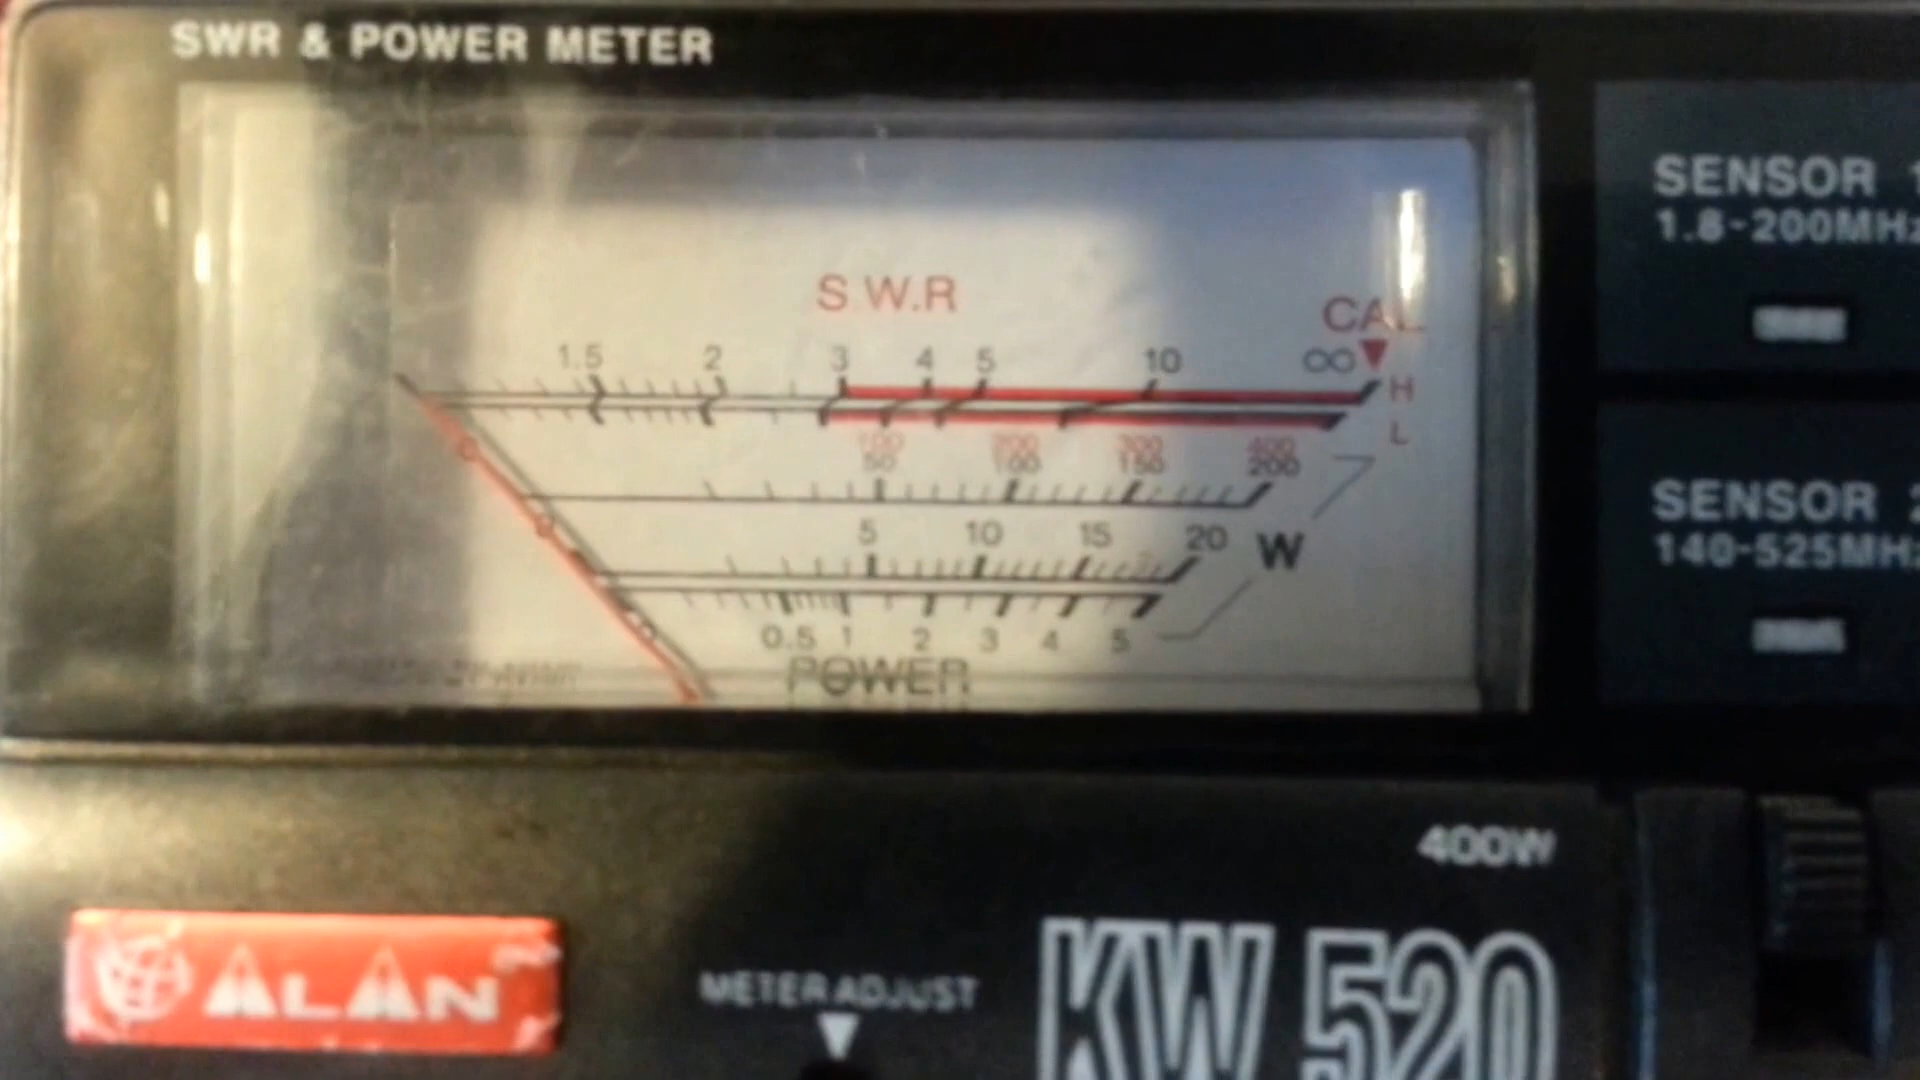 SWR & POWER METER
S.W.R
CAL
1.5 2 3 4 5 10 ∞
H
L
100 200 300 400
50 100 150 200
5 10 15 20
W
0.5 1 2 3 4 5
POWER
SENSOR 1
1.8~200MHz
SENSOR 2
140-525MHz
400W
ALAN
METER ADJUST
KW 520